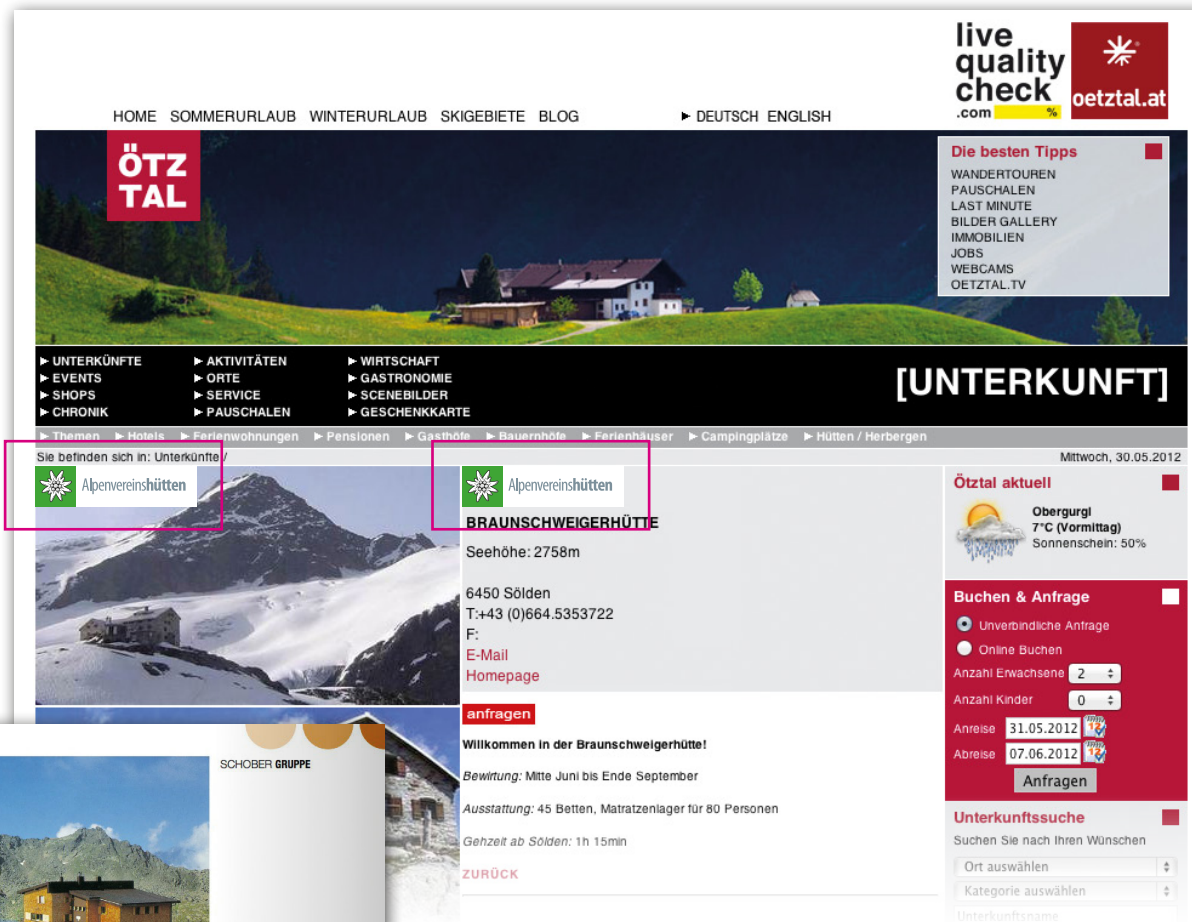 live
quality
check
.com %
oetztal.at
HOME SOMMERURLAUB WINTERURLAUB SKIGEBIETE BLOG ► DEUTSCH ENGLISH
ÖTZ
TAL
Die besten Tipps
WANDERTOUREN
PAUSCHALEN
LAST MINUTE
BILDER GALLERY
IMMOBILIEN
JOBS
WEBCAMS
OETZTAL.TV
► UNTERKÜNFTE ► AKTIVITÄTEN ► WIRTSCHAFT
► EVENTS ► ORTE ► GASTRONOMIE
► SHOPS ► SERVICE ► SCENEBILDER
► CHRONIK ► PAUSCHALEN ► GESCHENKKARTE
[UNTERKUNFT]
► Themen ► Hotels ► Ferienwohnungen ► Pensionen ► Gasthöfe ► Bauernhöfe ► Ferienhäuser ► Campingplätze ► Hütten / Herbergen
Sie befinden sich in: Unterkünfte / Mittwoch, 30.05.2012
Alpenvereinshütten
Alpenvereinshütten
BRAUNSCHWEIGERHÜTTE
Seehöhe: 2758m
6450 Sölden
T:+43 (0)664.5353722
F:
E-Mail
Homepage
anfragen
Willkommen in der Braunschweigerhütte!
Bewirtung: Mitte Juni bis Ende September
Ausstattung: 45 Betten, Matratzenlager für 80 Personen
Gehzeit ab Sölden: 1h 15min
ZURÜCK
Ötztal aktuell
Obergurgl
7°C (Vormittag)
Sonnenschein: 50%
Buchen & Anfrage
Unverbindliche Anfrage
Online Buchen
Anzahl Erwachsene 2
Anzahl Kinder 0
Anreise 31.05.2012
Abreise 07.06.2012
Anfragen
Unterkunftssuche
Suchen Sie nach Ihren Wünschen
Ort auswählen
Kategorie auswählen
Unterkunftsname
SCHOBER GRUPPE